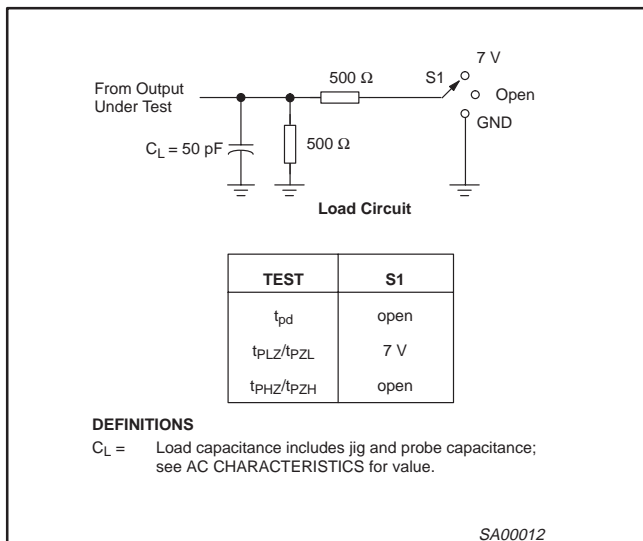 7 V
500 Ω
S1
From Output
Under Test
Open
GND
C_L = 50 pF
500 Ω
Load Circuit
TEST S1
t_pd open
t_PLZ/t_PZL 7 V
t_PHZ/t_PZH open
DEFINITIONS
C_L = Load capacitance includes jig and probe capacitance;
see AC CHARACTERISTICS for value.
SA00012